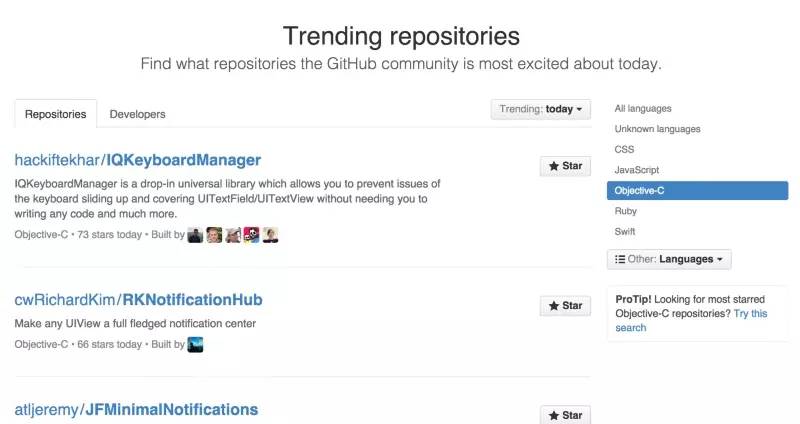 Trending repositories
Find what repositories the GitHub community is most excited about today.
Repositories
Developers
Trending: today
hackiftekhar/IQKeyboardManager
Star
IQKeyboardManager is a drop-in universal library which allows you to prevent issues of
the keyboard sliding up and covering UITextField/UITextView without needing you to
writing any code and much more.
Objective-C • 73 stars today • Built by
cwRichardKim/RKNotificationHub
Star
Make any UIView a full fledged notification center
Objective-C • 66 stars today • Built by
atljeremy/JFMinimalNotifications
Star
All languages
Unknown languages
CSS
JavaScript
Objective-C
Ruby
Swift
Other: Languages
ProTip! Looking for most starred
Objective-C repositories? Try this
search